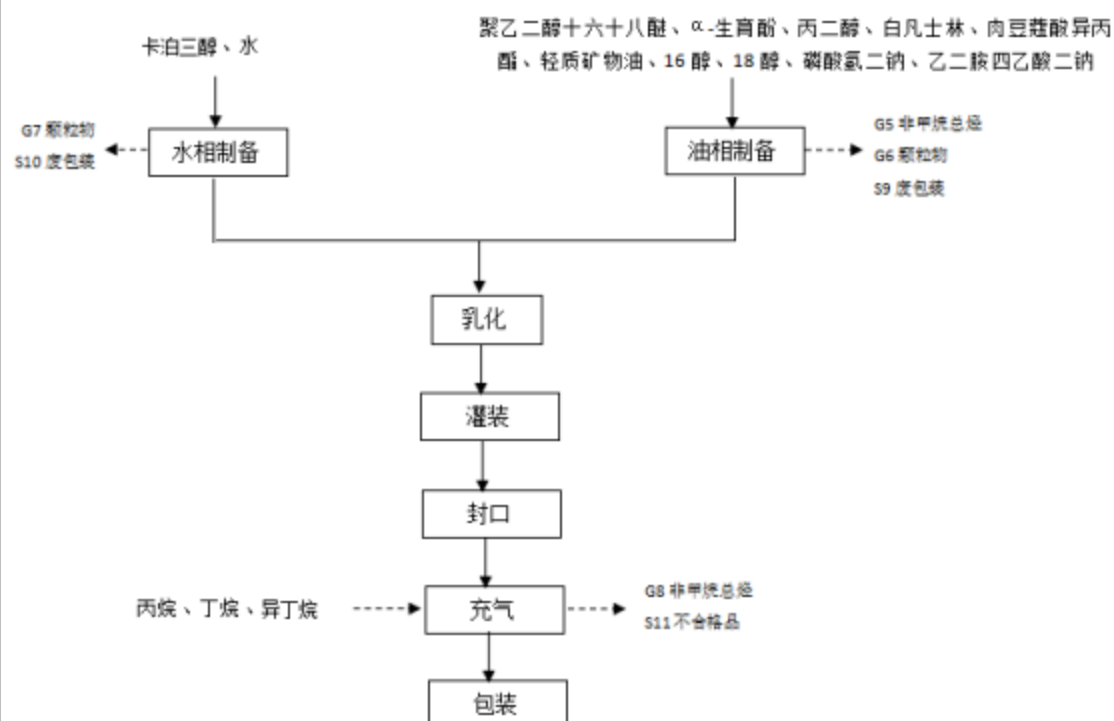 卡泊三醇、水
聚乙二醇十六十八醚、α-生育酚、丙二醇、白凡士林、肉豆蔻酸异丙
酯、轻质矿物油、16 醇、18 醇、磷酸氢二钠、乙二胺四乙酸二钠
G7 颗粒物
S10 废包装
水相制备
油相制备
G5 非甲烷总烃
G6 颗粒物
S9 废包装
乳化
灌装
封口
丙烷、丁烷、异丁烷
充气
G8 非甲烷总烃
S11 不合格品
包装